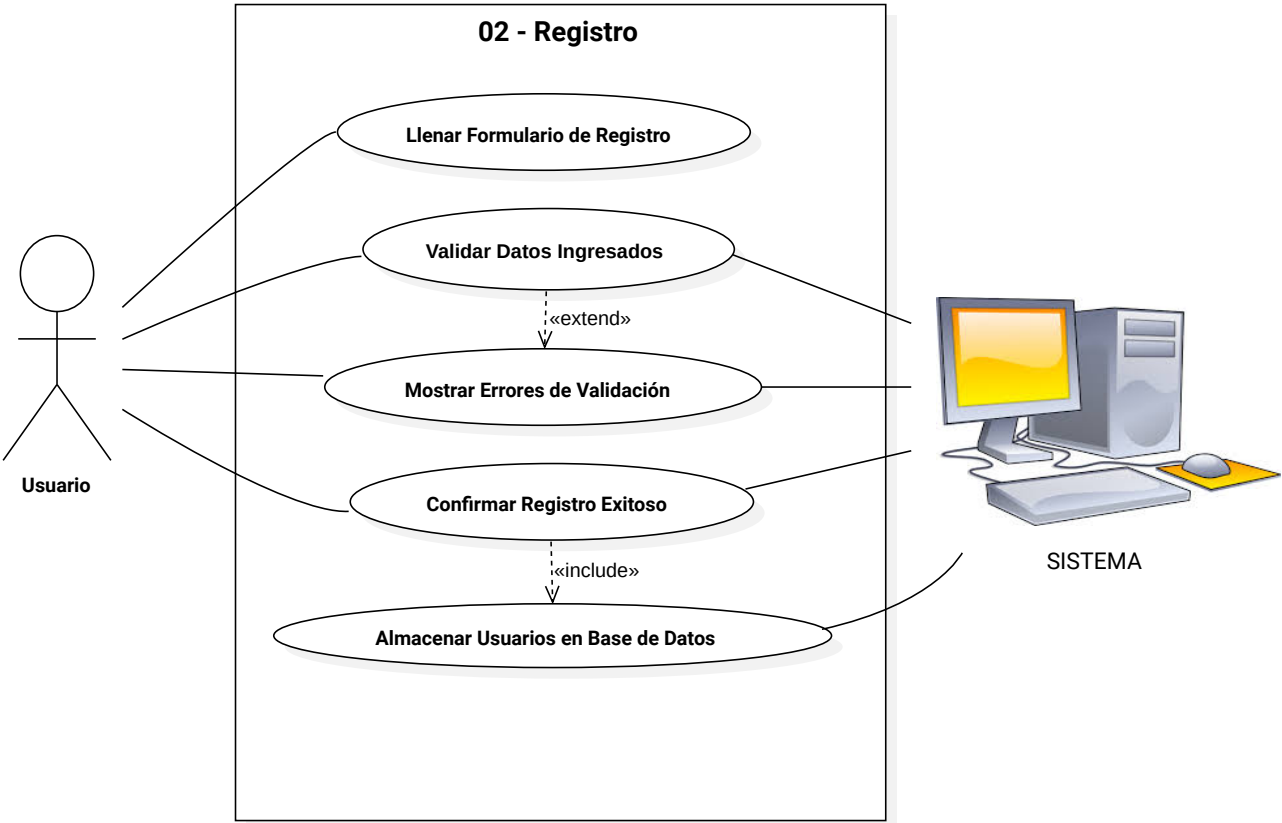 02 - Registro
Llenar Formulario de Registro
Validar Datos Ingresados
«extend»
Mostrar Errores de Validación
Usuario
Confirmar Registro Exitoso
SISTEMA
«include»
Almacenar Usuarios en Base de Datos